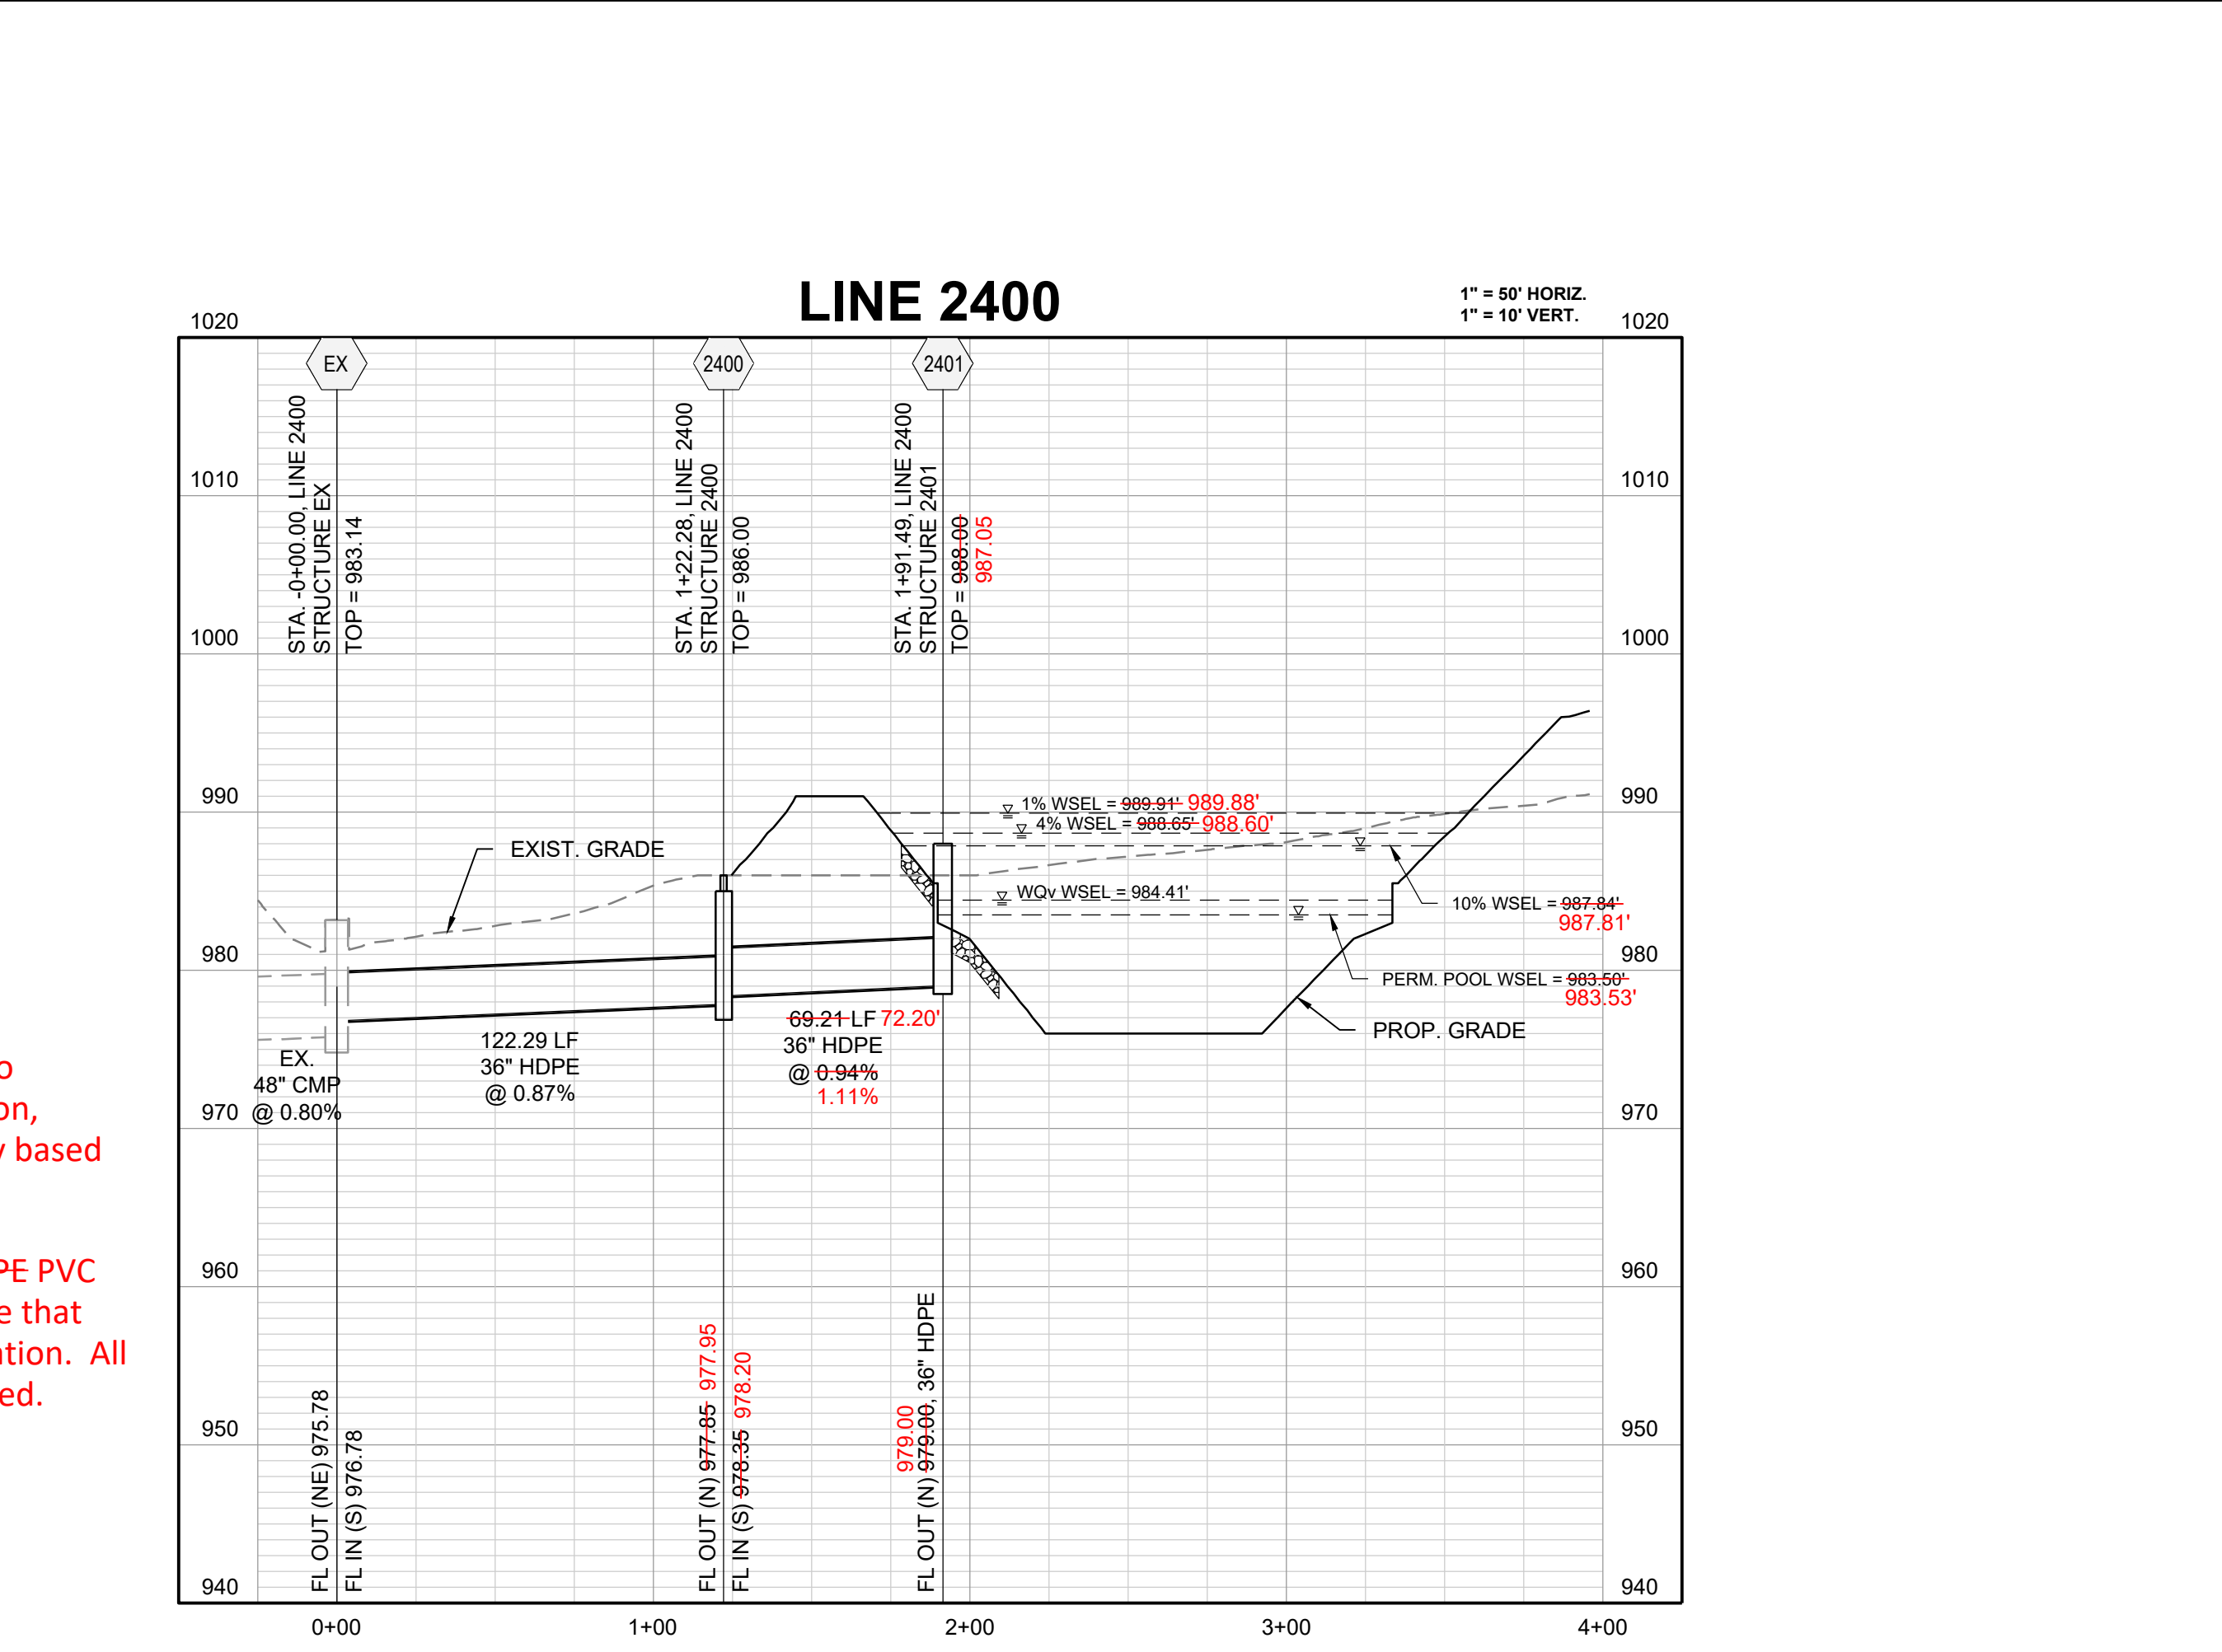 LINE 2400
1" = 50' HORIZ.
1" = 10' VERT.
1020
1020
EX
2400
2401
STA. -0+00.00, LINE 2400
STRUCTURE EX
TOP = 983.14
STA. 1+22.28, LINE 2400
STRUCTURE 2400
TOP = 986.00
STA. 1+91.49, LINE 2400
STRUCTURE 2401
TOP = 988.00
987.05
1010
1010
1000
1000
990
990
1% WSEL = 989.91' 989.88'
4% WSEL = 988.65' 988.60'
EXIST. GRADE
WQv WSEL = 984.41'
10% WSEL = 987.84'
987.81'
980
980
PERM. POOL WSEL = 983.50'
983.53'
69.21 LF 72.20'
36" HDPE
@ 0.94%
1.11%
PROP. GRADE
122.29 LF
36" HDPE
@ 0.87%
EX.
48" CMP
@ 0.80%
970
970
o
on,
y based
960
960
PE PVC
e that
ation. All
ed.
950
950
FL OUT (NE) 975.78
FL IN (S) 976.78
FL OUT (N) 977.85 977.95
FL IN (S) 978.35 978.20
979.00
FL OUT (N) 979.00, 36" HDPE
940
940
0+00
1+00
2+00
3+00
4+00